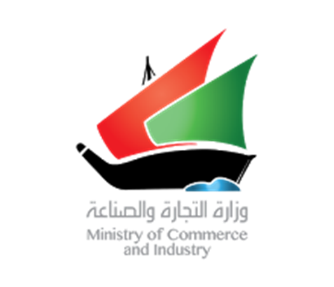 وزارة التجارة والصناعة
Ministry of Commerce
and Industry